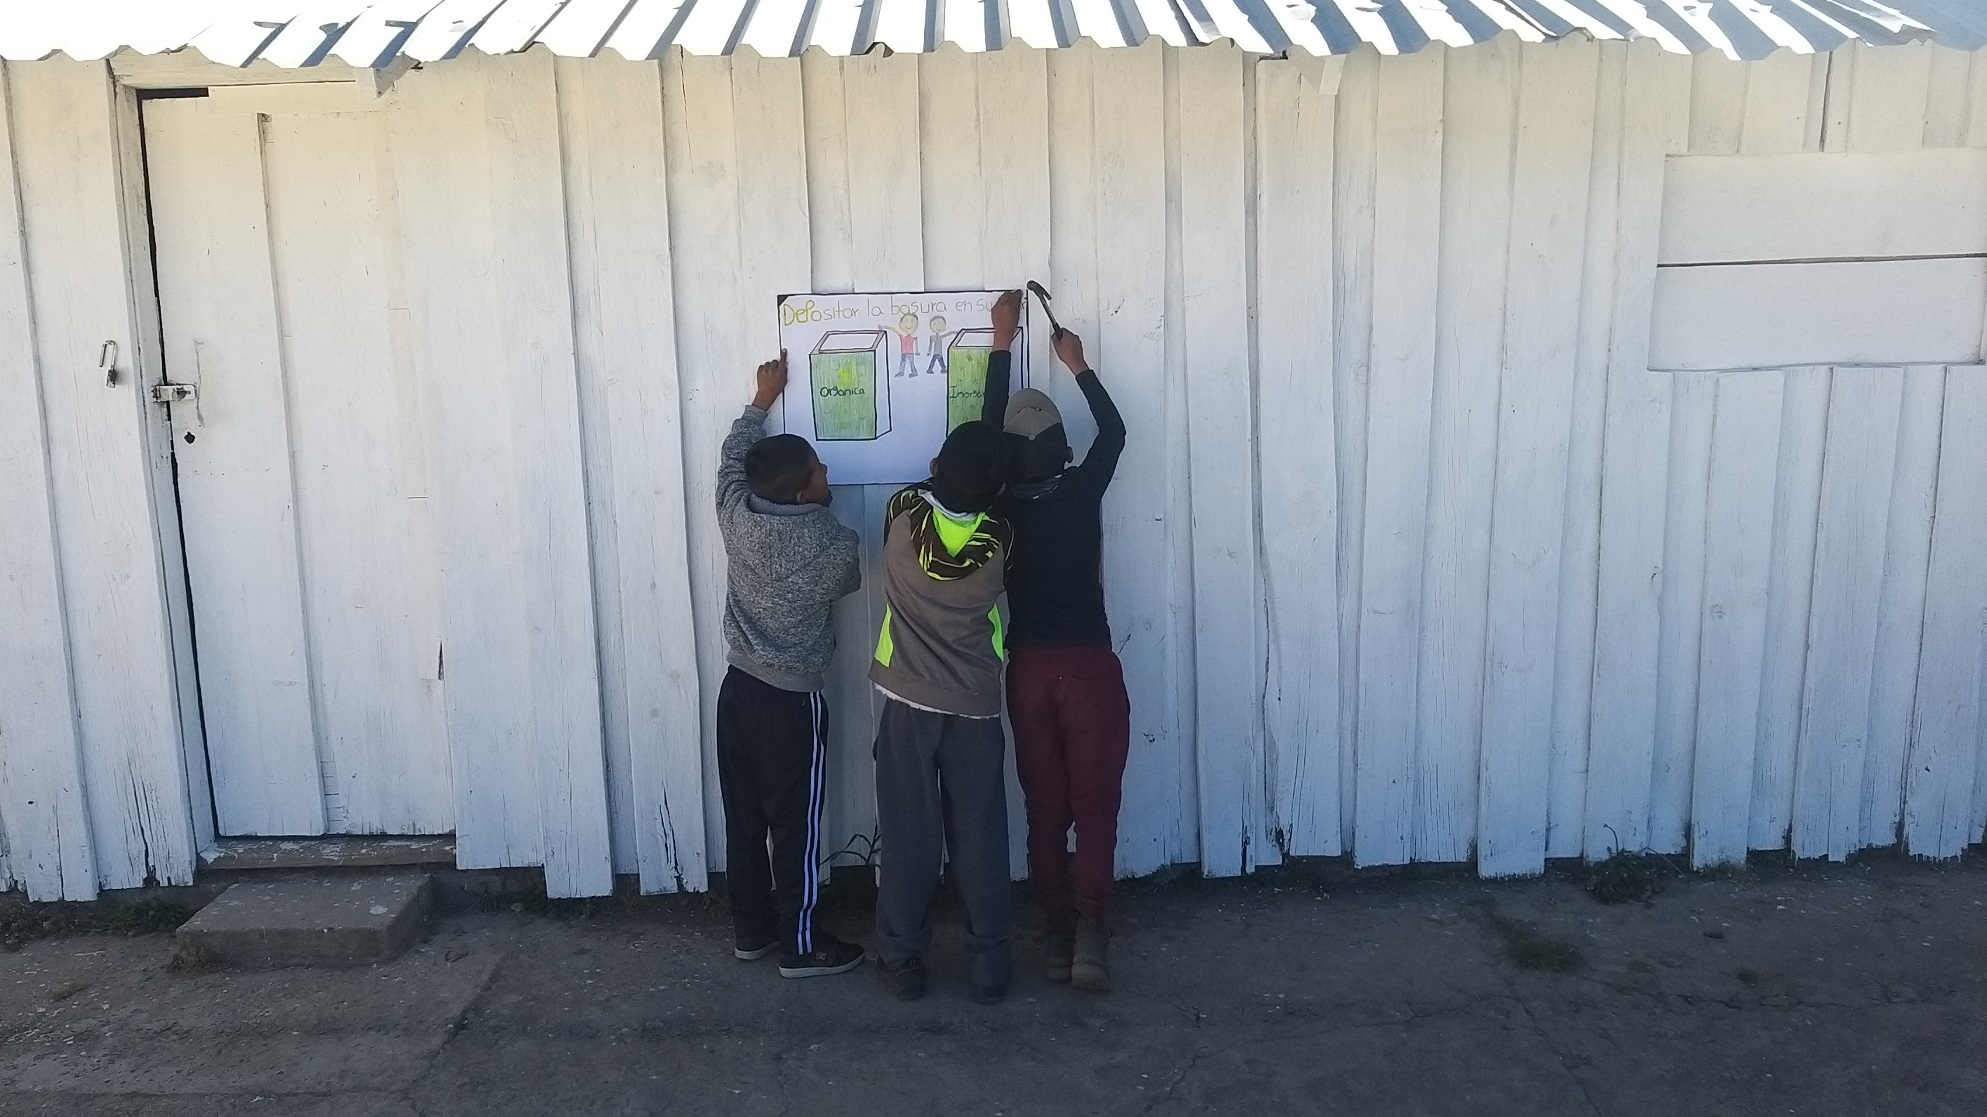 Depositar la basura en su
Organica